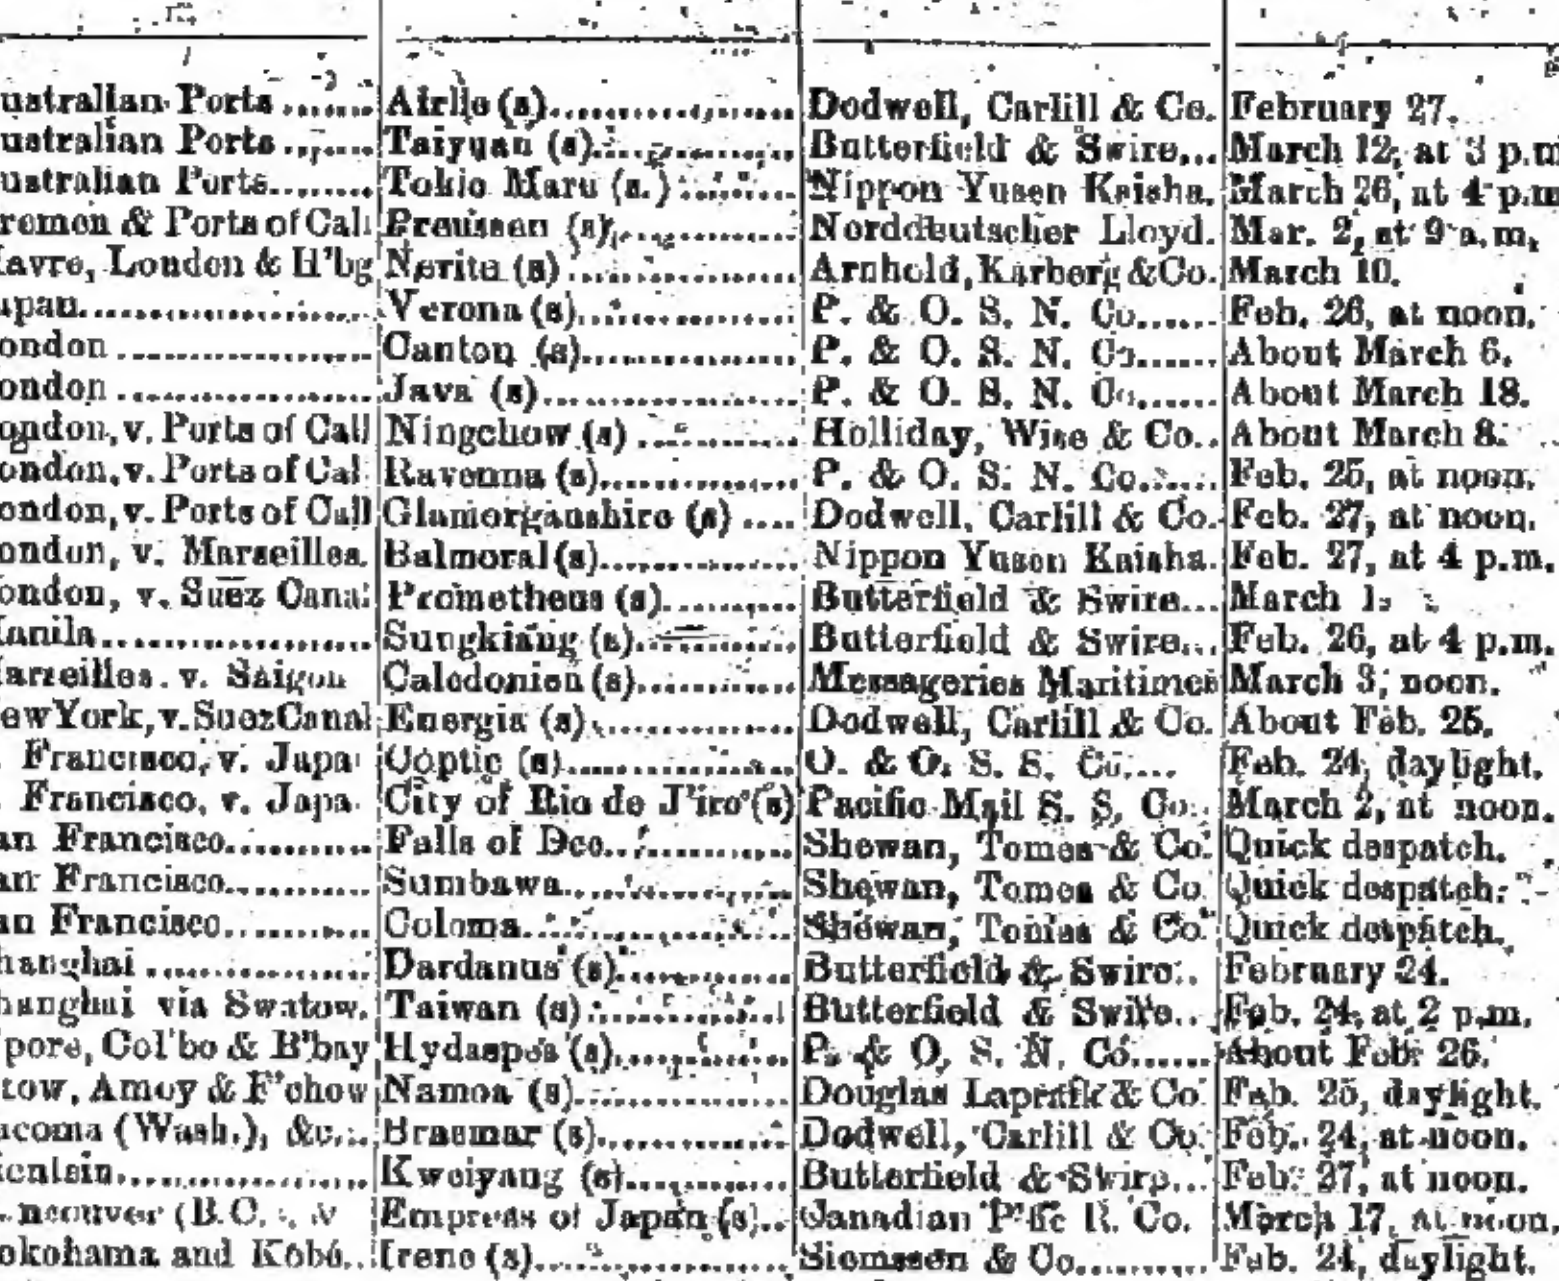 ustralian Ports ........ Airlie (s)........................ Dodwell, Carlill & Co. February 27.
ustralian Ports ........ Taiyuan (s)..................... Butterfield & Swire... March 12, at 3 p.m
ustralian Ports........ Tokio Maru (s.) ............ Nippon Yusen Kaisha. March 26, at 4 p.m
remen & Ports of Cal Preussen (s)................ Norddeutscher Lloyd. Mar. 2, at 9 a.m.
avre, London & H'bg Nerite (s) ..................... Arnhold, Karberg & Co. March 10.
apan........................ Verona (s)..................... P. & O. S. N. Co...... Feb. 26, at noon.
ondon ..................... Canton (s)..................... P. & O. S. N. Co...... About March 6.
ondon ..................... Java (s)........................ P. & O. S. N. Co...... About March 18.
ondon, v. Ports of Call Ningchow (s) ............... Holliday, Wise & Co.. About March 8.
ondon, v. Ports of Cal Ravenna (s).................. P. & O. S. N. Co...... Feb. 25, at noon.
ondon, v. Ports of Call Glamorganshire (s) .... Dodwell, Carlill & Co. Feb. 27, at noon.
ondon, v. Marseilles. Balmoral (s).................. Nippon Yusen Kaisha. Feb. 27, at 4 p.m.
ondon, v. Suez Canal Prometheus (s)............ Butterfield & Swire... March 1.
anila........................ Sungkiang (s)............... Butterfield & Swire... Feb. 26, at 4 p.m.
arseilles. v. Saigon Caledonien (s)............... Messageries Maritimes March 3, noon.
ew York, v. Suez Canal Energia (s).................. Dodwell, Carlill & Co. About Feb. 25.
Francisco, v. Japa Coptic (s)..................... O. & O. S. S. Co.... Feb. 24, daylight.
Francisco, v. Japa City of Rio de J'iro (s) Pacific Mail S. S. Co. March 2, at noon.
an Francisco............ Falls of Dee.................. Shewan, Tomes & Co. Quick despatch.
an Francisco............ Sumbawa..................... Shewan, Tomes & Co Quick despatch.
an Francisco............ Coloma........................ Shewan, Tomes & Co. Quick despatch.
hanghai .................. Dardanus (s).................. Butterfield & Swire.. February 24.
hanghai via Swatow. Taiwan (s) .................. Butterfield & Swire.. Feb. 24, at 2 p.m.
'pore, Col'bo & B'bay Hydaspes (s)............... P. & O. S. N. Co...... About Feb. 26.
tow, Amoy & F'chow Namoa (s)..................... Douglas Lapraik & Co. Feb. 25, daylight.
acoma (Wash.), &c... Braemar (s).................. Dodwell, Carlill & Co. Feb. 24, at noon.
ientsin..................... Kweiyang (s)............... Butterfield & Swire... Feb. 27, at noon.
ncouver (B.C. Empress of Japan (s).. Canadian P'fic R. Co. March 17, at noon.
okohama and Kobé.. Irene (s)........................ Siemssen & Co......... Feb. 24, daylight.